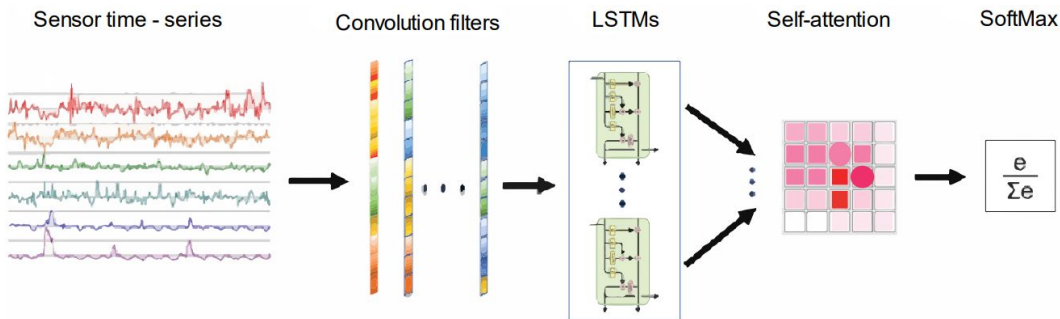 Sensor time - series
Convolution filters
LSTMs
Self-attention
SoftMax
e
Σe